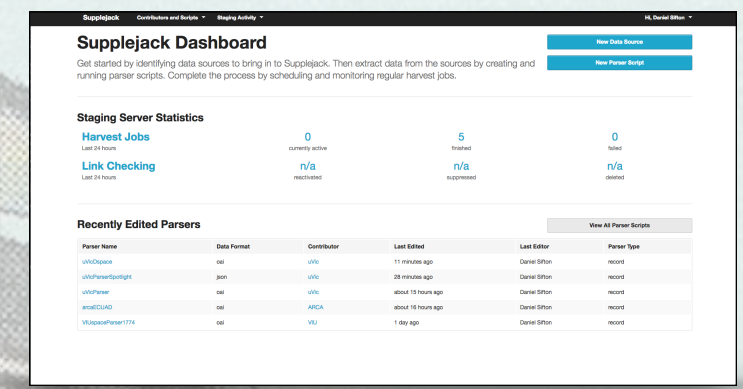 Supplejack Contributors and Scripts Staging Activity Hi, Daniel Sifton
Supplejack Dashboard
New Data Source
Get started by identifying data sources to bring in to Supplejack. Then extract data from the sources by creating and
running parser scripts. Complete the process by scheduling and monitoring regular harvest jobs.
New Parser Script
Staging Server Statistics
Harvest Jobs 0 5 0
Last 24 hours currently active finished failed
Link Checking n/a n/a n/a
Last 24 hours reactivated suppressed deleted
Recently Edited Parsers View All Parser Scripts
Parser Name Data Format Contributor Last Edited Last Editor Parser Type
uVicDspace oai uVic 11 minutes ago Daniel Sifton record
uVicParserSpotlight json uVic 28 minutes ago Daniel Sifton record
uVicParser oai uVic about 15 hours ago Daniel Sifton record
arcaECUAD oai ARCA about 16 hours ago Daniel Sifton record
VIUspaceParser1774 oai VIU 1 day ago Daniel Sifton record